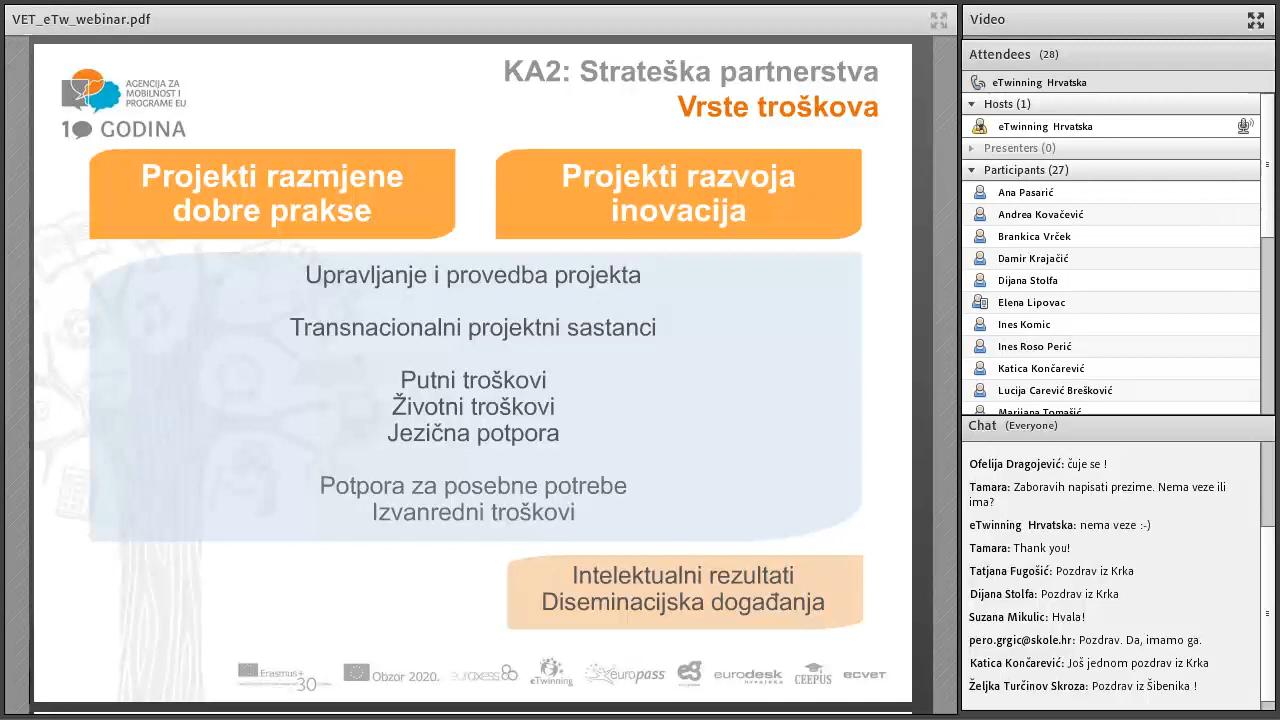 VET_eTw_webinar.pdf
AGENCIJA ZA
MOBILNOST I
PROGRAME EU
10 GODINA
KA2: Strateška partnerstva
Vrste troškova
Projekti razmjene
dobre prakse
Projekti razvoja
inovacija
Upravljanje i provedba projekta
Transnacionalni projektni sastanci
Putni troškovi
Životni troškovi
Jezična potpora
Potpora za posebne potrebe
Izvanredni troškovi
Intelektualni rezultati
Diseminacijska događanja
Erasmus+
30
Obzor 2020.
euraxess
eTwinning
europass
eurodesk
hrvatska
CEEPUS
ecvet
Video
Attendees (28)
eTwinning Hrvatska
Hosts (1)
eTwinning Hrvatska
Presenters (0)
Participants (27)
Ana Pasarić
Andrea Kovačević
Brankica Vrček
Damir Krajačić
Dijana Stolfa
Elena Lipovac
Ines Komic
Ines Roso Perić
Katica Končarević
Lucija Carević Brešković
Marijana Tomašić
Chat (Everyone)
Ofelija Dragojević: čuje se !
Tamara: Zaboravih napisati prezime. Nema veze ili
ima?
eTwinning Hrvatska: nema veze :-)
Tamara: Thank you!
Tatjana Fugošić: Pozdrav iz Krka
Dijana Stolfa: Pozdrav iz Krka
Suzana Mikulic: Hvala!
pero.grgic@skole.hr: Pozdrav. Da, imamo ga.
Katica Končarević: Još jednom pozdrav iz Krka
Željka Turčinov Skroza: Pozdrav iz Šibenika !